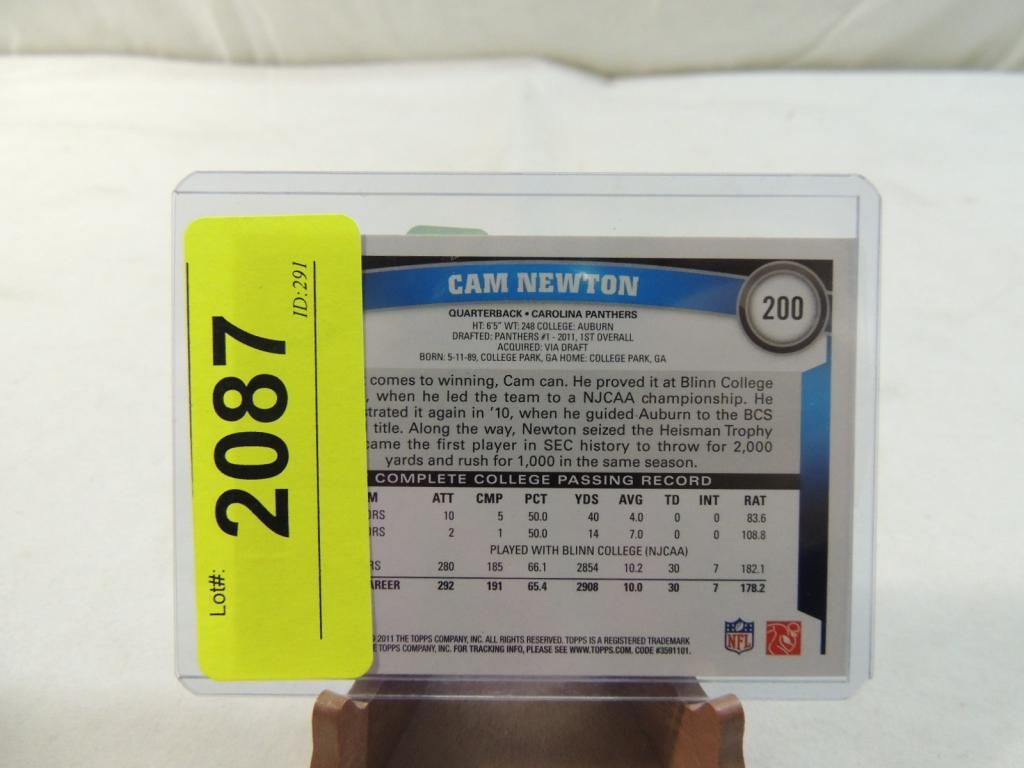 Lot#: 2087
ID:291
CAM NEWTON
200
QUARTERBACK • CAROLINA PANTHERS
HT: 6'5" WT: 248 COLLEGE: AUBURN
DRAFTED: PANTHERS #1 - 2011, 1ST OVERALL
ACQUIRED: VIA DRAFT
BORN: 5-11-89, COLLEGE PARK, GA HOME: COLLEGE PARK, GA
comes to winning, Cam can. He proved it at Blinn College
, when he led the team to a NJCAA championship. He
strated it again in '10, when he guided Auburn to the BCS
title. Along the way, Newton seized the Heisman Trophy
came the first player in SEC history to throw for 2,000
yards and rush for 1,000 in the same season.
COMPLETE COLLEGE PASSING RECORD
M ATT CMP PCT YDS AVG TD INT RAT
ORS 10 5 50.0 40 4.0 0 0 83.6
ORS 2 1 50.0 14 7.0 0 0 108.8
PLAYED WITH BLINN COLLEGE (NJCAA)
RS 280 185 66.1 2854 10.2 30 7 182.1
AREER 292 191 65.4 2908 10.0 30 7 178.2
2011 THE TOPPS COMPANY, INC. ALL RIGHTS RESERVED. TOPPS IS A REGISTERED TRADEMARK
E TOPPS COMPANY, INC. FOR TRACKING INFO, PLEASE SEE WWW.TOPPS.COM. CODE #3591101.
NFL